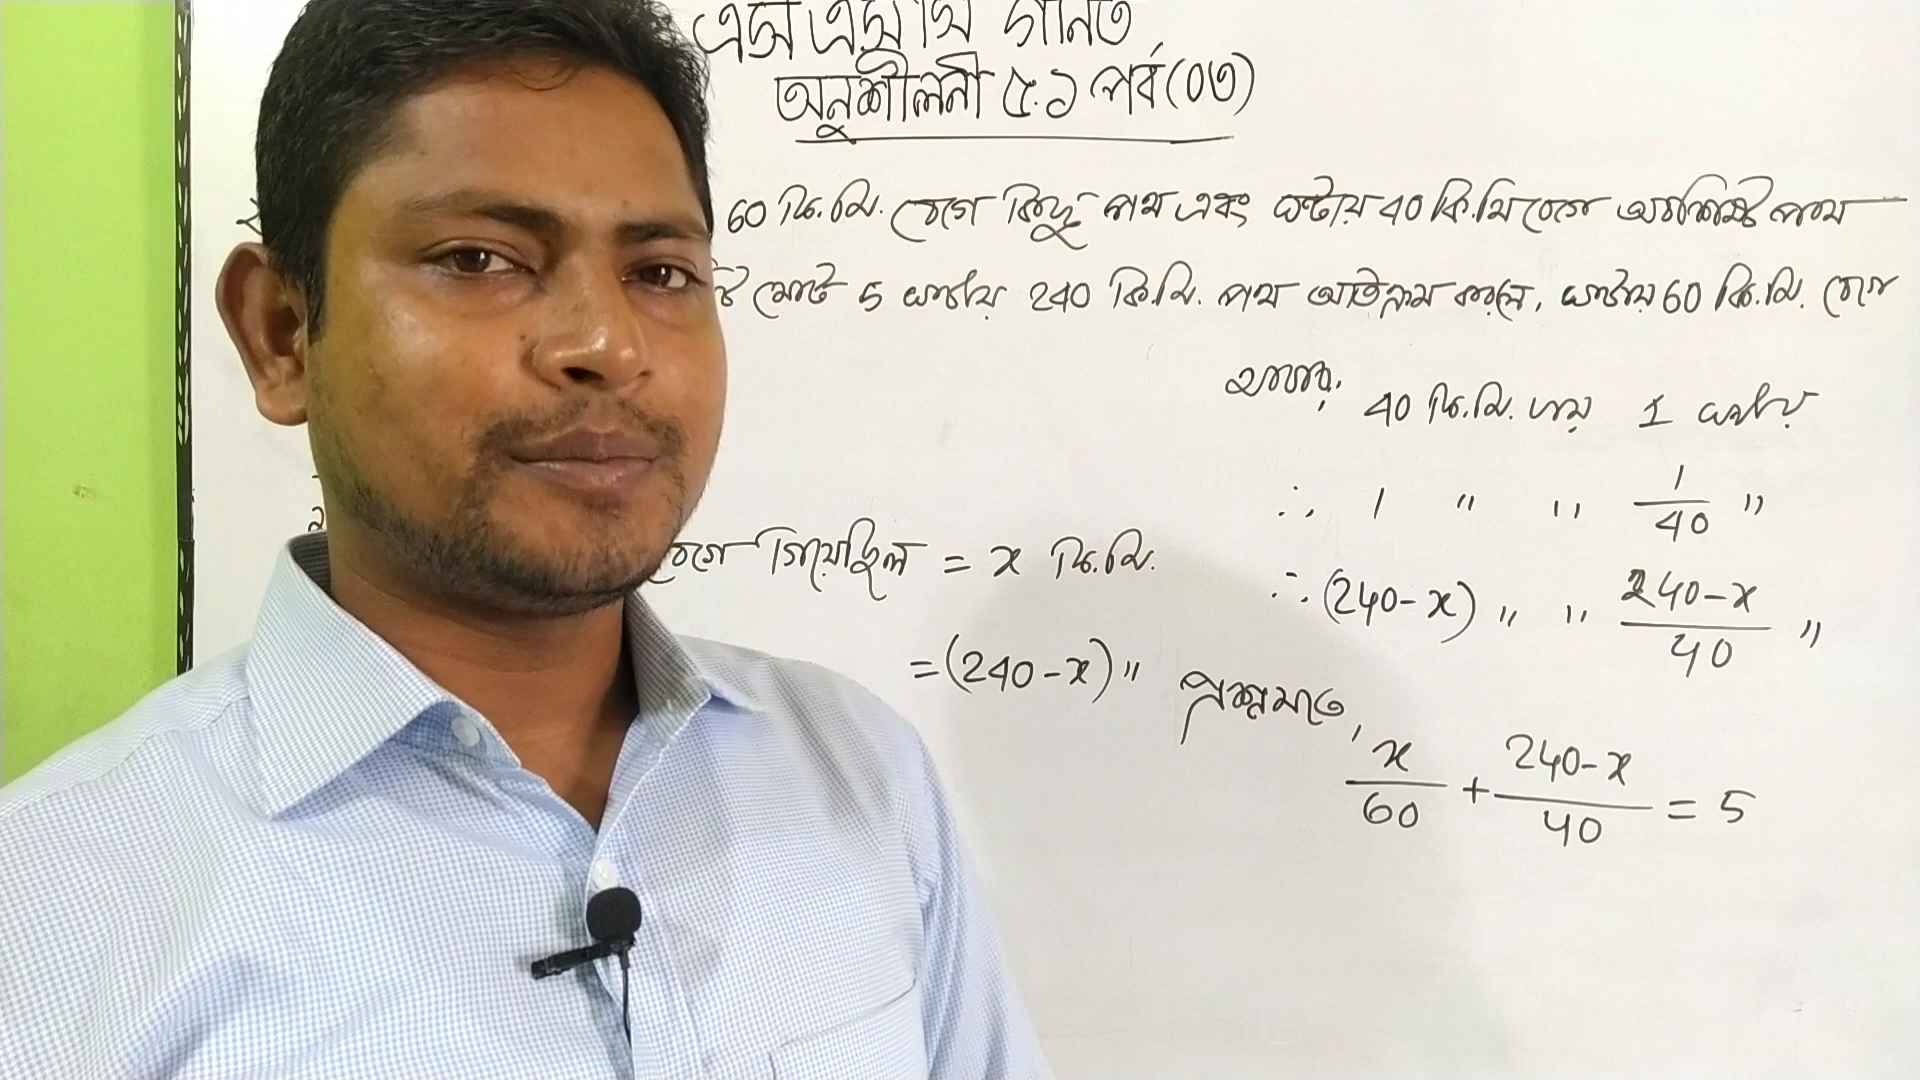 এস এস সি গনিত
অনুশীলনী ৫.১ পর্ব (০৩)
60 কি.মি. বেগে কিছু পথ এবং ঘন্টায় 40 কি.মি বেগে অবশিষ্ট পথ
মোট 5 ঘন্টায় 240 কি.মি. পথ অতিক্রম করলে, ঘন্টায় 60 কি.মি. বেগে
আবার,
40 কি.মি. যায় 1 ঘন্টায়
∴ 1 " " 1/40 "
বেগে গিয়েছিল = x কি.মি.
∴ (240-x) " " 240-x/40 "
= (240-x) "
প্রশ্নমতে,
x/60 + 240-x/40 = 5